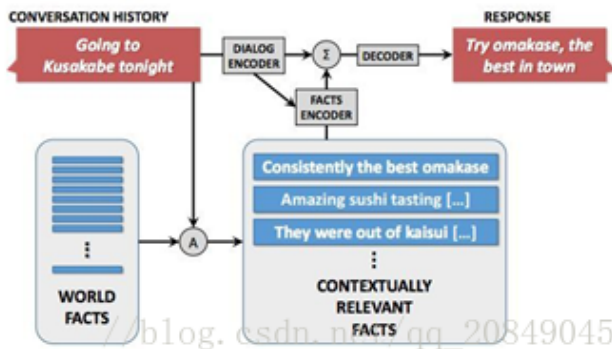 CONVERSATION HISTORY
RESPONSE
Going to
Kusakabe tonight
DIALOG
ENCODER
Σ
DECODER
Try omakase, the
best in town
FACTS
ENCODER
Consistently the best omakase
Amazing sushi tasting [...]
They were out of kaisui [...]
A
WORLD
FACTS
CONTEXTUALLY
RELEVANT
FACTS
//blog.csdn.net/qq_20849045